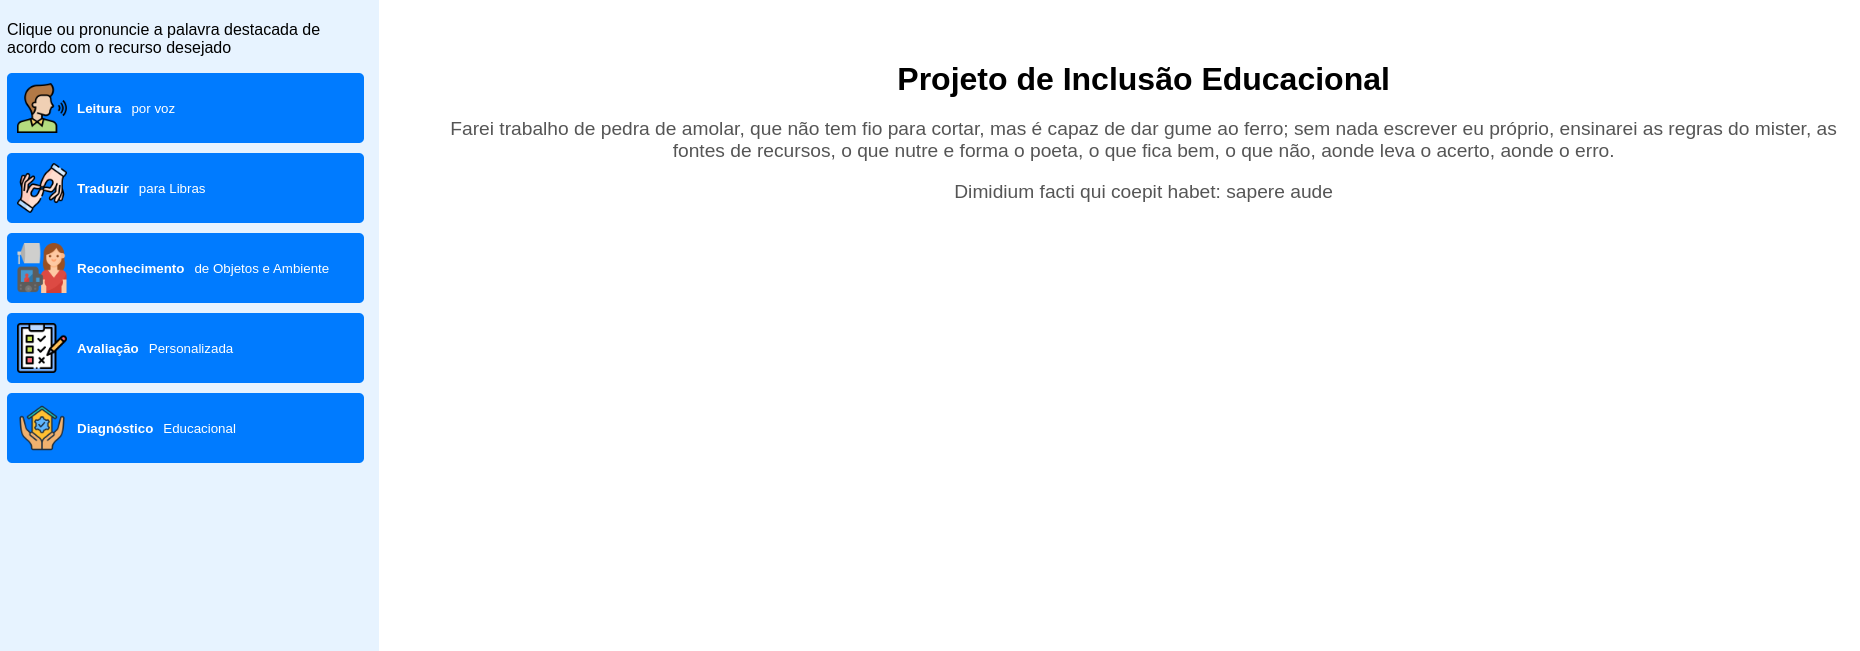 Clique ou pronuncie a palavra destacada de
acordo com o recurso desejado
Leitura por voz
Traduzir para Libras
Reconhecimento de Objetos e Ambiente
Avaliação Personalizada
Diagnóstico Educacional
Projeto de Inclusão Educacional
Farei trabalho de pedra de amolar, que não tem fio para cortar, mas é capaz de dar gume ao ferro; sem nada escrever eu próprio, ensinarei as regras do mister, as
fontes de recursos, o que nutre e forma o poeta, o que fica bem, o que não, aonde leva o acerto, aonde o erro.
Dimidium facti qui coepit habet: sapere aude